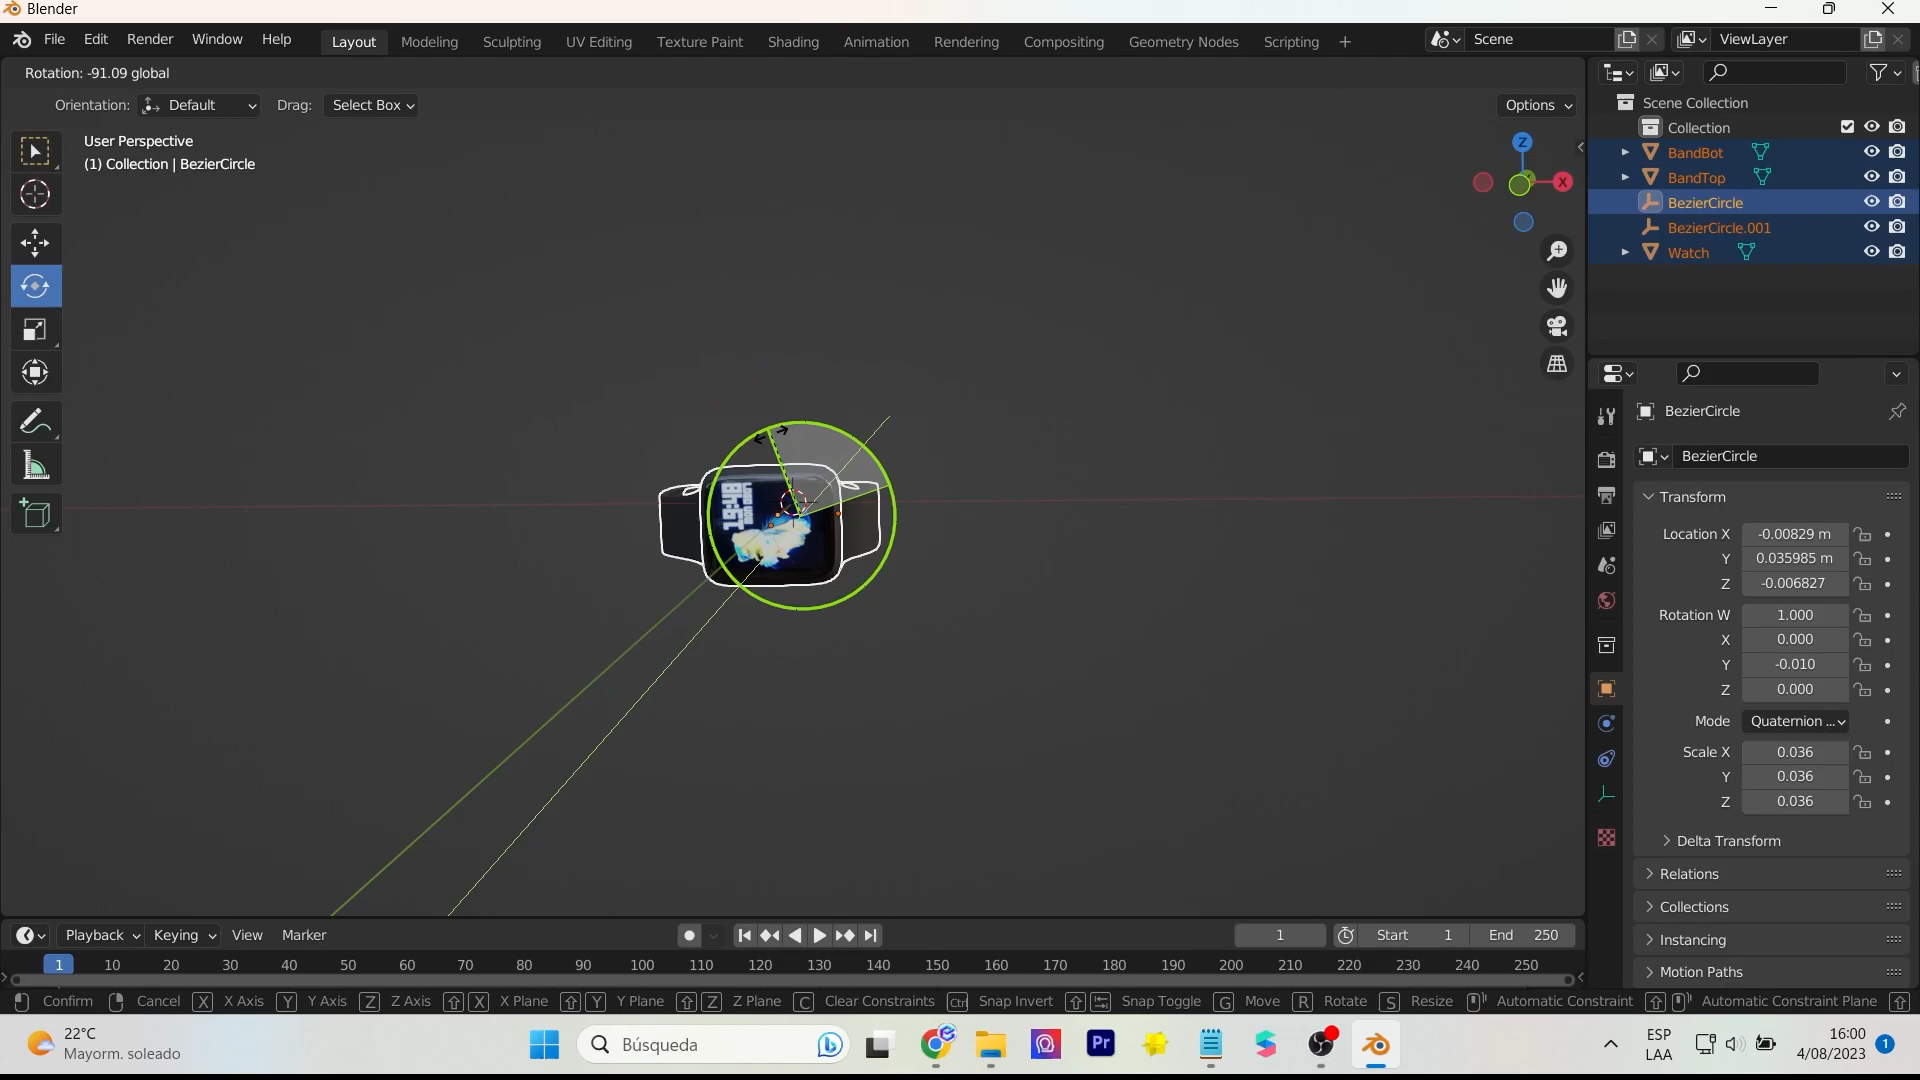 Blender
File Edit Render Window Help Layout Modeling Sculpting UV Editing Texture Paint Shading Animation Rendering Compositing Geometry Nodes Scripting + Scene ViewLayer
Rotation: -91.09 global
Orientation: Default Drag: Select Box Options
User Perspective
(1) Collection | BezierCircle
Z
X
19:48
Scene Collection
Collection
BandBot
BandTop
BezierCircle
BezierCircle.001
Watch
BezierCircle
BezierCircle
Transform
Location X -0.00829 m
Y 0.035985 m
Z -0.006827
Rotation W 1.000
X 0.000
Y -0.010
Z 0.000
Mode Quaternion ...
Scale X 0.036
Y 0.036
Z 0.036
Delta Transform
Relations
Collections
Instancing
Motion Paths
Playback Keying View Marker 1 Start 1 End 250
1 10 20 30 40 50 60 70 80 90 100 110 120 130 140 150 160 170 180 190 200 210 220 230 240 250
Confirm Cancel X X Axis Y Y Axis Z Z Axis X X Plane Y Y Plane Z Z Plane C Clear Constraints Ctrl Snap Invert Snap Toggle G Move R Rotate S Resize Automatic Constraint Automatic Constraint Plane
22°C
Mayorm. soleado
Búsqueda
Pr
ESP
LAA
16:00
4/08/2023
1